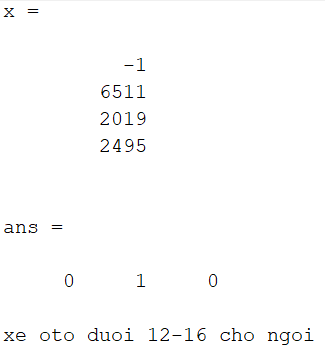 x =
-1
6511
2019
2495
ans =
0 1 0
xe oto duoi 12-16 cho ngoi